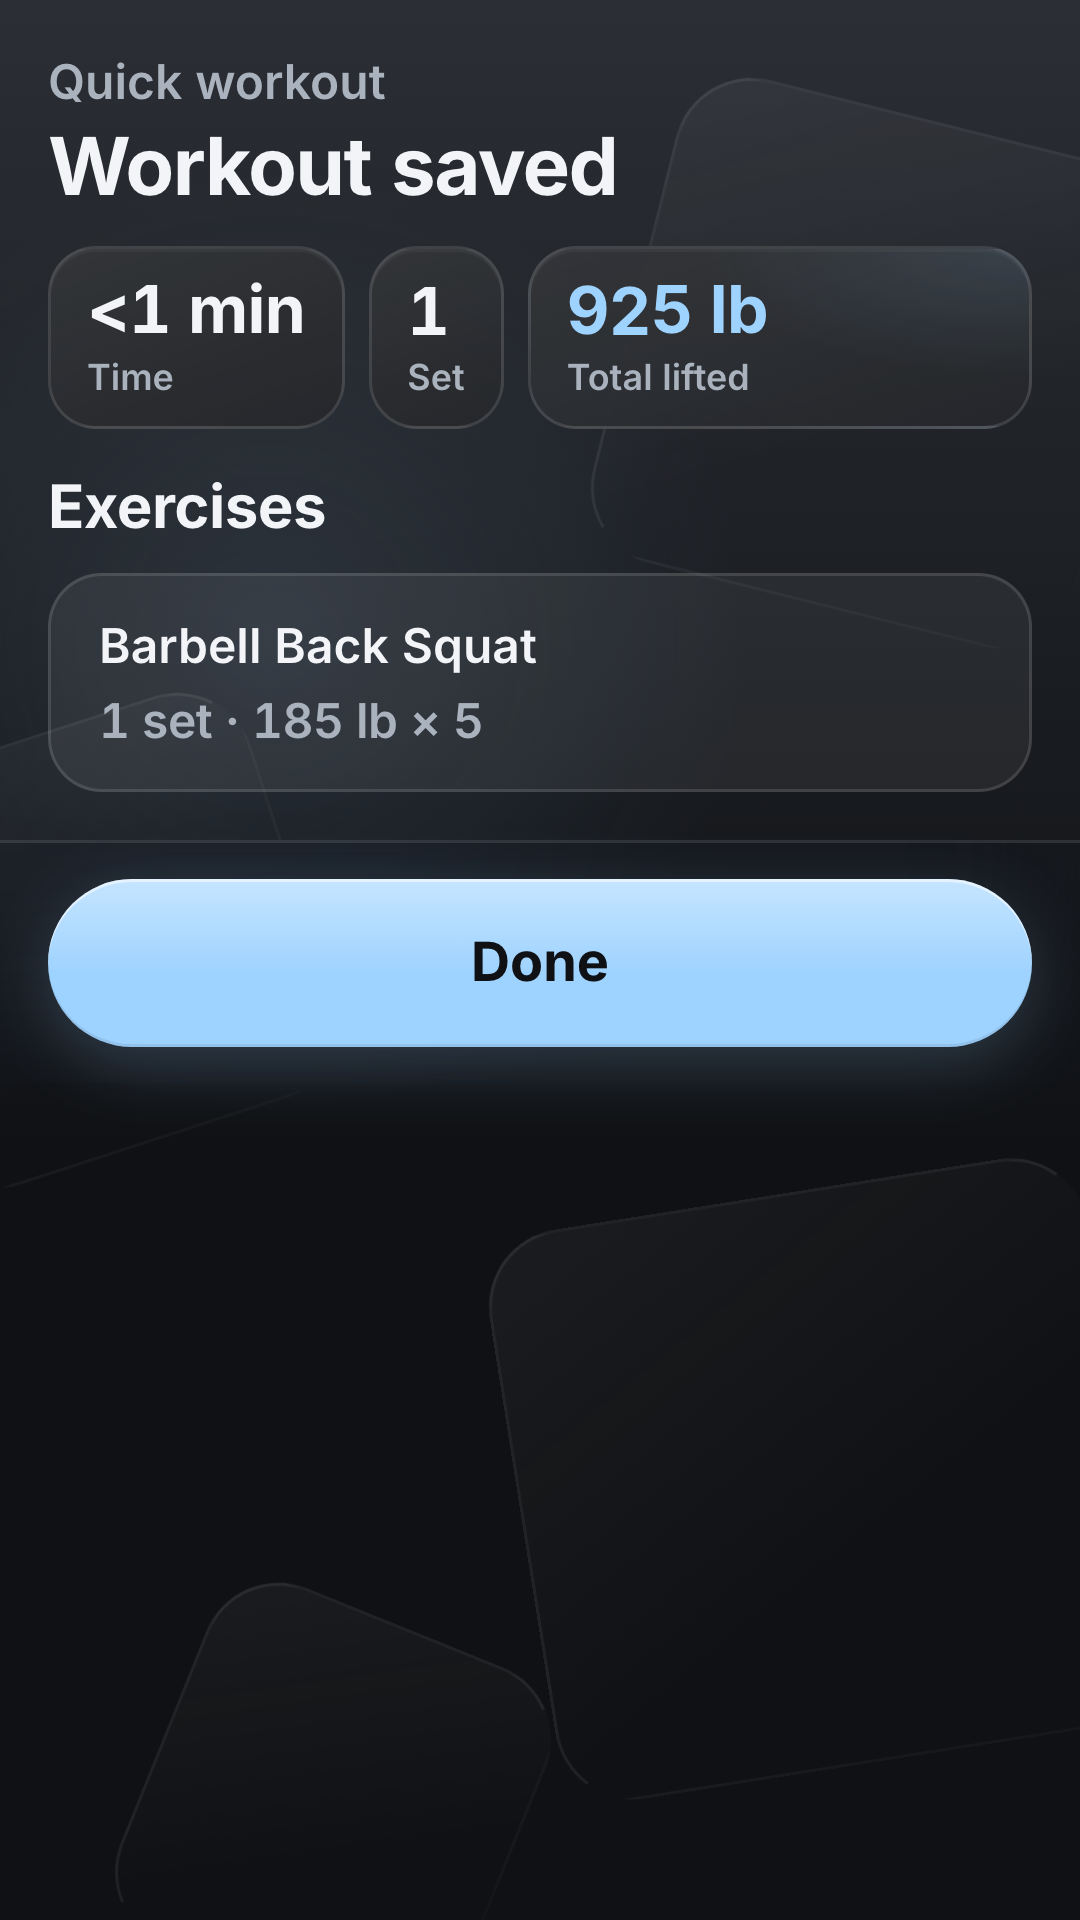 Quick workout
Workout saved
<1 min
Time
1
Set
925 lb
Total lifted
Exercises
Barbell Back Squat
1 set · 185 lb × 5
Done